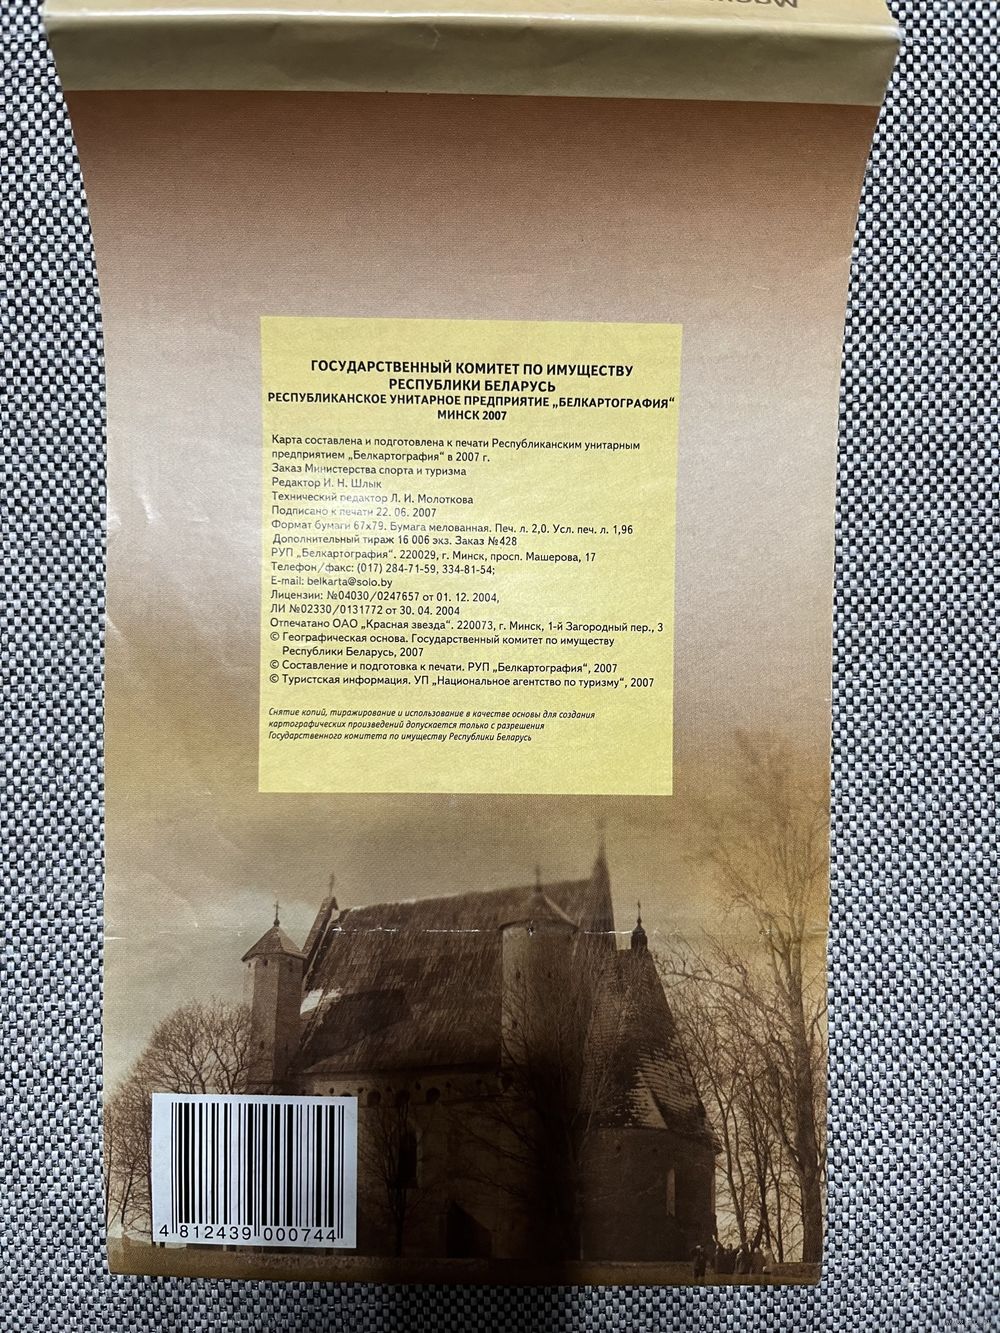 ГОСУДАРСТВЕННЫЙ КОМИТЕТ ПО ИМУЩЕСТВУ
РЕСПУБЛИКИ БЕЛАРУСЬ
РЕСПУБЛИКАНСКОЕ УНИТАРНОЕ ПРЕДПРИЯТИЕ „БЕЛКАРТОГРАФИЯ“
МИНСК 2007
Карта составлена и подготовлена к печати Республиканским унитарным
предприятием „Белкартография“ в 2007 г.
Заказ Министерства спорта и туризма
Редактор И. Н. Шлык
Технический редактор Л. И. Молоткова
Подписано к печати 22. 06. 2007
Формат бумаги 67х79. Бумага мелованная. Печ. л. 2,0. Усл. печ. л. 1,96
Дополнительный тираж 16 006 экз. Заказ №428
РУП „Белкартография“. 220029, г. Минск, просп. Машерова, 17
Телефон/факс: (017) 284-71-59, 334-81-54;
E-mail: belkarta@solo.by
Лицензии: №04030/0247657 от 01. 12. 2004,
ЛИ №02330/0131772 от 30. 04. 2004
Отпечатано ОАО „Красная звезда“. 220073, г. Минск, 1-й Загородный пер., 3
© Географическая основа. Государственный комитет по имуществу
Республики Беларусь, 2007
© Составление и подготовка к печати. РУП „Белкартография“, 2007
© Туристская информация. УП „Национальное агентство по туризму“, 2007
Снятие копий, тиражирование и использование в качестве основы для создания
картографических произведений допускается только с разрешения
Государственного комитета по имуществу Республики Беларусь
4 812439 000744